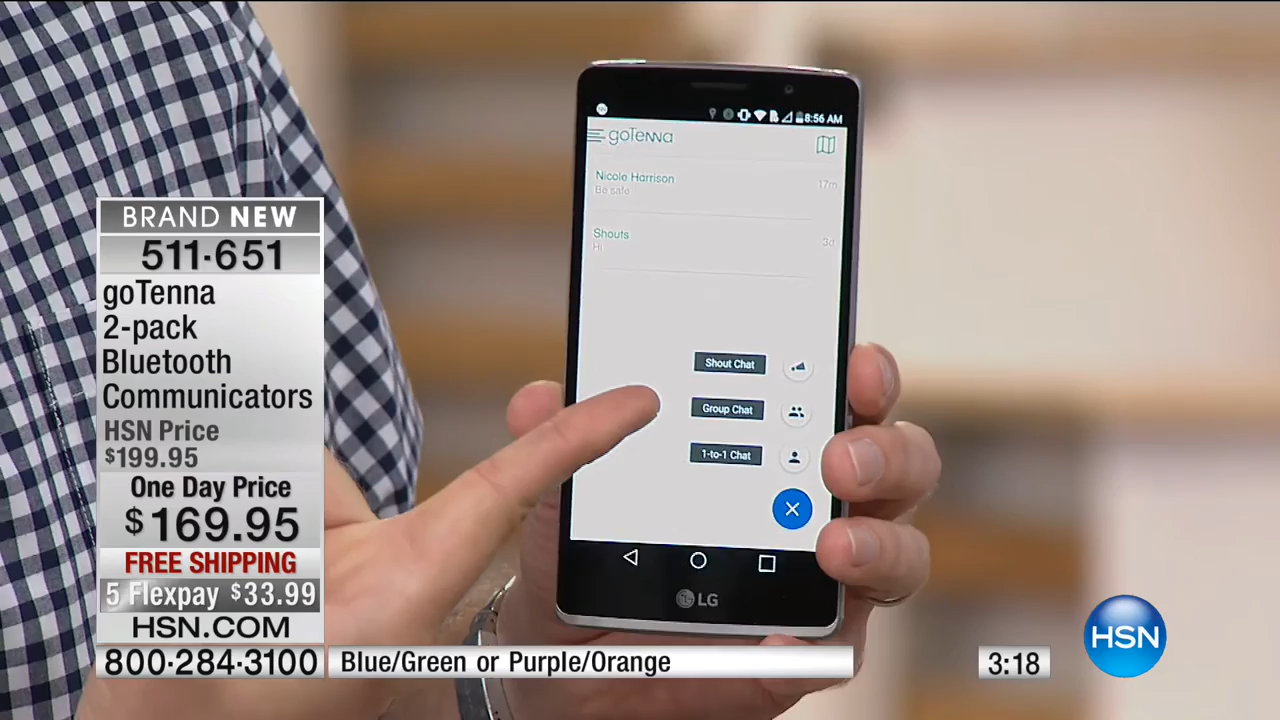 BRAND NEW
511·651
goTenna
2-pack
Bluetooth
Communicators
HSN Price
$199.95
One Day Price
$169.95
FREE SHIPPING
5 Flexpay $33.99
HSN.COM
800·284·3100
Blue/Green or Purple/Orange
3:18
HSN
8:56 AM
goTenna
Nicole Harrison
17m
Be safe
Shouts
3d
Hi
Shout Chat
Group Chat
1-to-1 Chat
LG